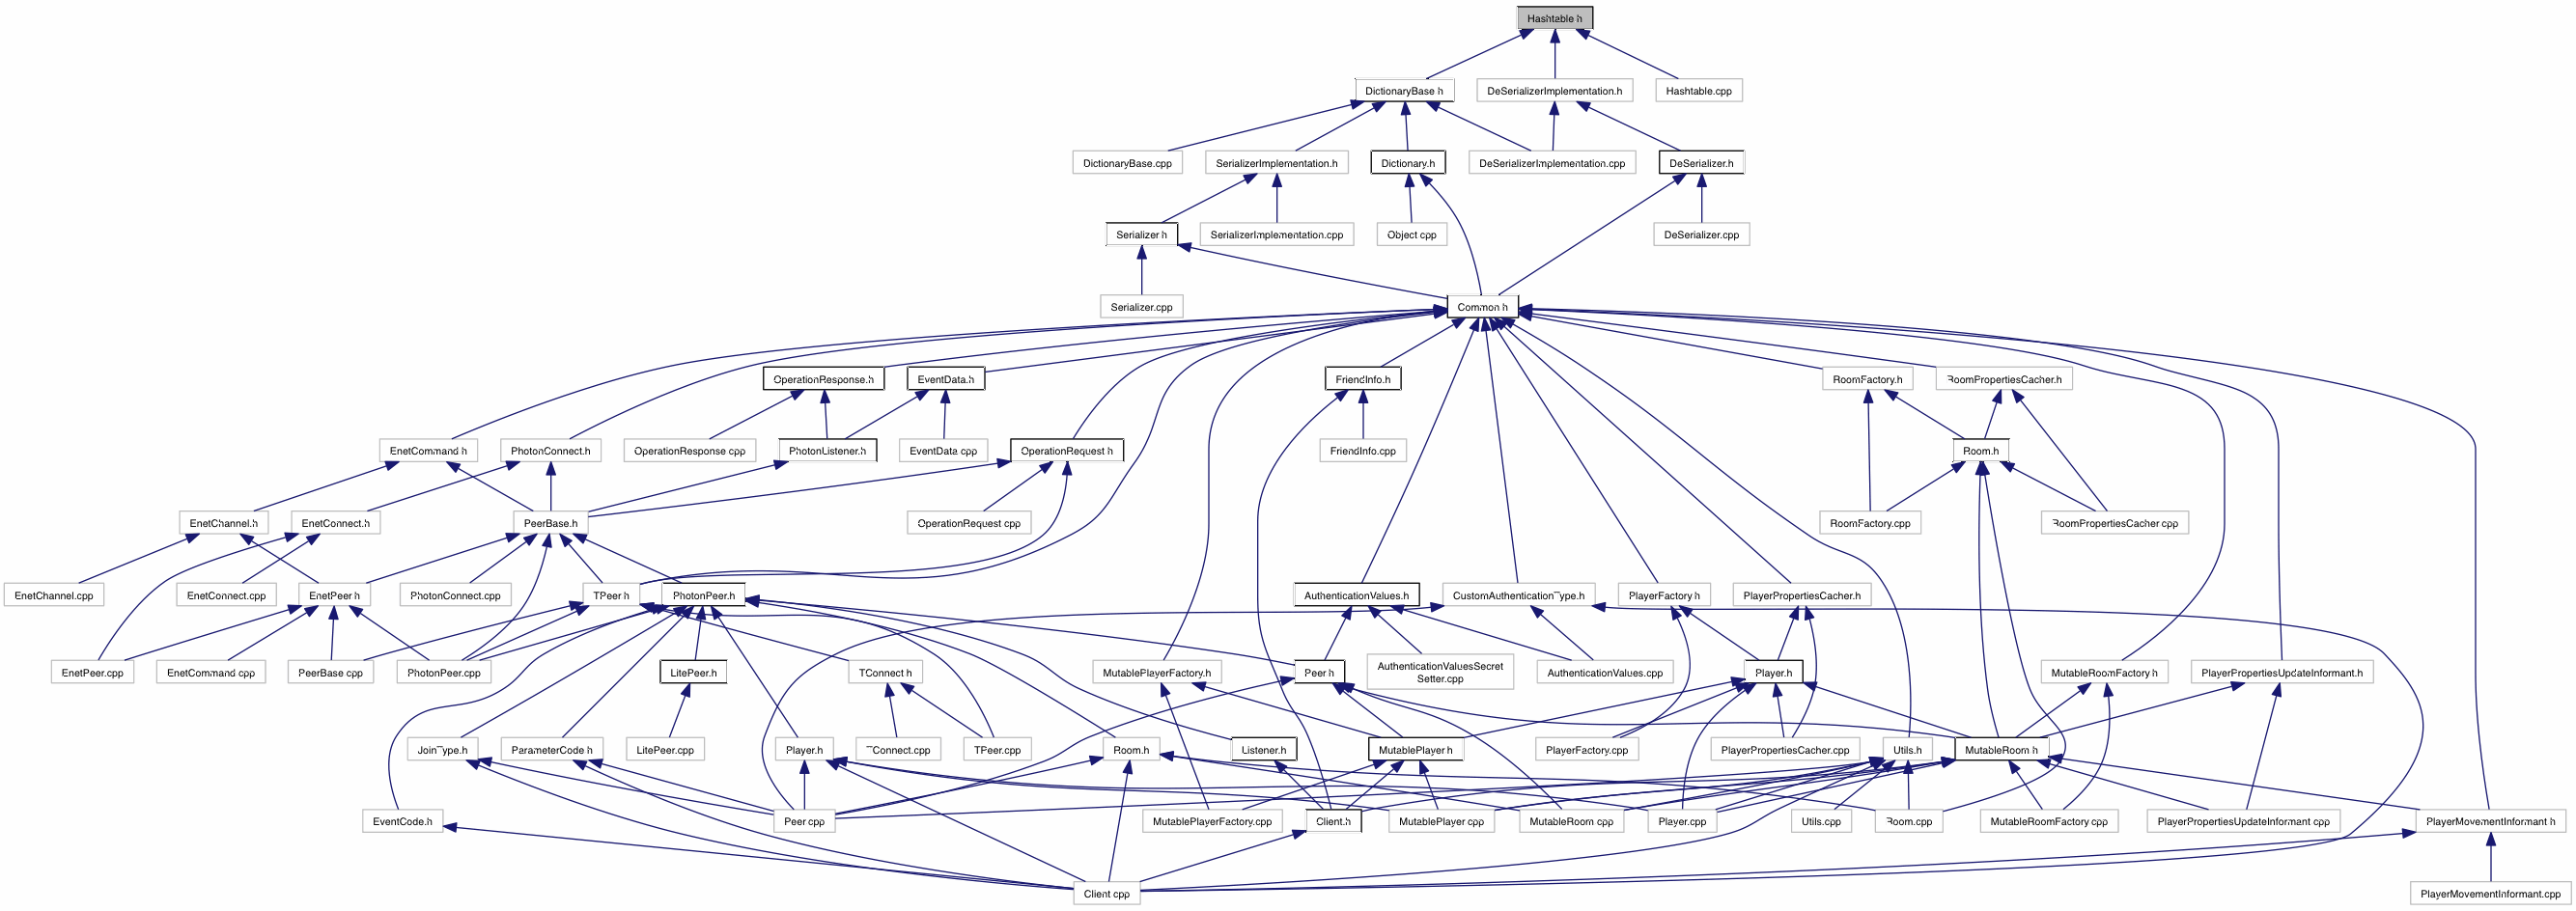 Hashtable.h
DictionaryBase.h
DeSerializerImplementation.h
Hashtable.cpp
DictionaryBase.cpp
SerializerImplementation.h
Dictionary.h
DeSerializerImplementation.cpp
DeSerializer.h
Serializer.h
SerializerImplementation.cpp
Object.cpp
DeSerializer.cpp
Serializer.cpp
Common.h
OperationResponse.h
EventData.h
FriendInfo.h
RoomFactory.h
RoomPropertiesCacher.h
EnetCommand.h
PhotonConnect.h
OperationResponse.cpp
PhotonListener.h
EventData.cpp
OperationRequest.h
FriendInfo.cpp
Room.h
EnetChannel.h
EnetConnect.h
PeerBase.h
OperationRequest.cpp
RoomFactory.cpp
RoomPropertiesCacher.cpp
EnetChannel.cpp
EnetConnect.cpp
EnetPeer.h
PhotonConnect.cpp
TPeer.h
PhotonPeer.h
AuthenticationValues.h
CustomAuthenticationType.h
PlayerFactory.h
PlayerPropertiesCacher.h
EnetPeer.cpp
EnetCommand.cpp
PeerBase.cpp
PhotonPeer.cpp
LitePeer.h
TConnect.h
MutablePlayerFactory.h
Peer.h
AuthenticationValuesSecret
Setter.cpp
AuthenticationValues.cpp
Player.h
MutableRoomFactory.h
PlayerPropertiesUpdateInformant.h
JoinType.h
ParameterCode.h
LitePeer.cpp
Player.h
TConnect.cpp
TPeer.cpp
Room.h
Listener.h
MutablePlayer.h
PlayerFactory.cpp
PlayerPropertiesCacher.cpp
Utils.h
MutableRoom.h
EventCode.h
Peer.cpp
MutablePlayerFactory.cpp
Client.h
MutablePlayer.cpp
MutableRoom.cpp
Player.cpp
Utils.cpp
Room.cpp
MutableRoomFactory.cpp
PlayerPropertiesUpdateInformant.cpp
PlayerMovementInformant.h
Client.cpp
PlayerMovementInformant.cpp